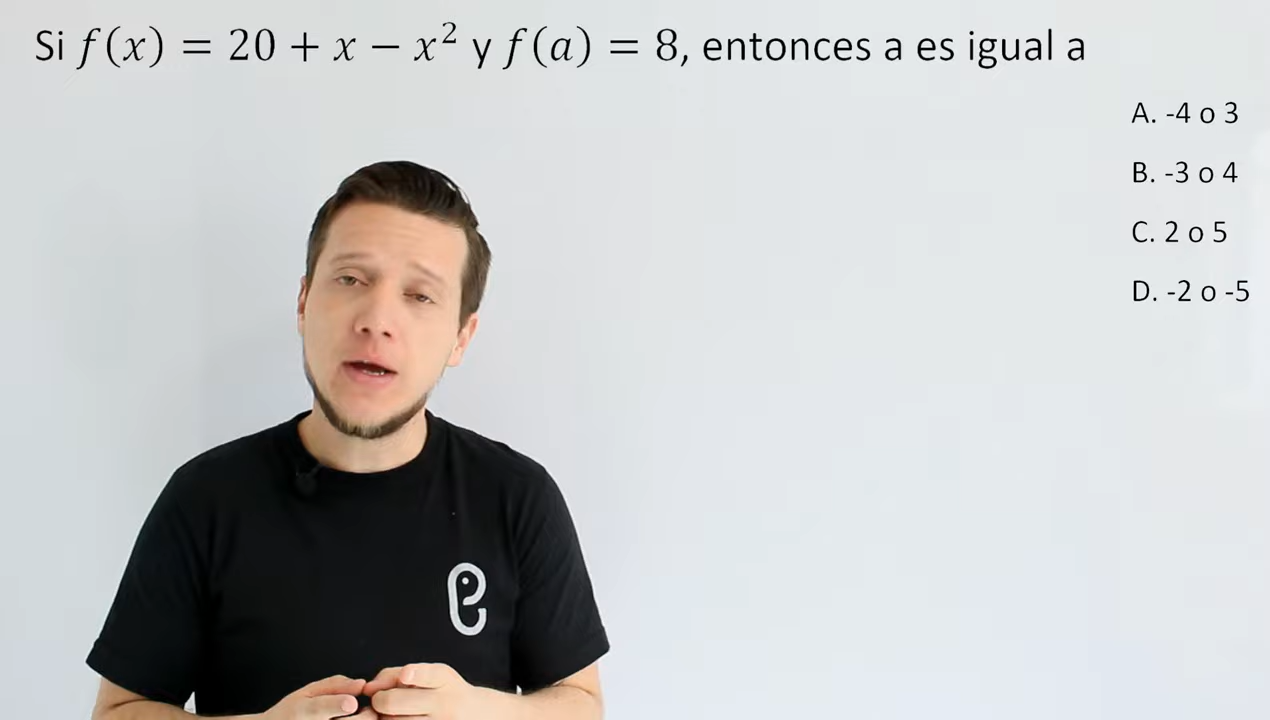 Si f(x) = 20 + x − x² y f(a) = 8, entonces a es igual a
A. -4 o 3
B. -3 o 4
C. 2 o 5
D. -2 o -5